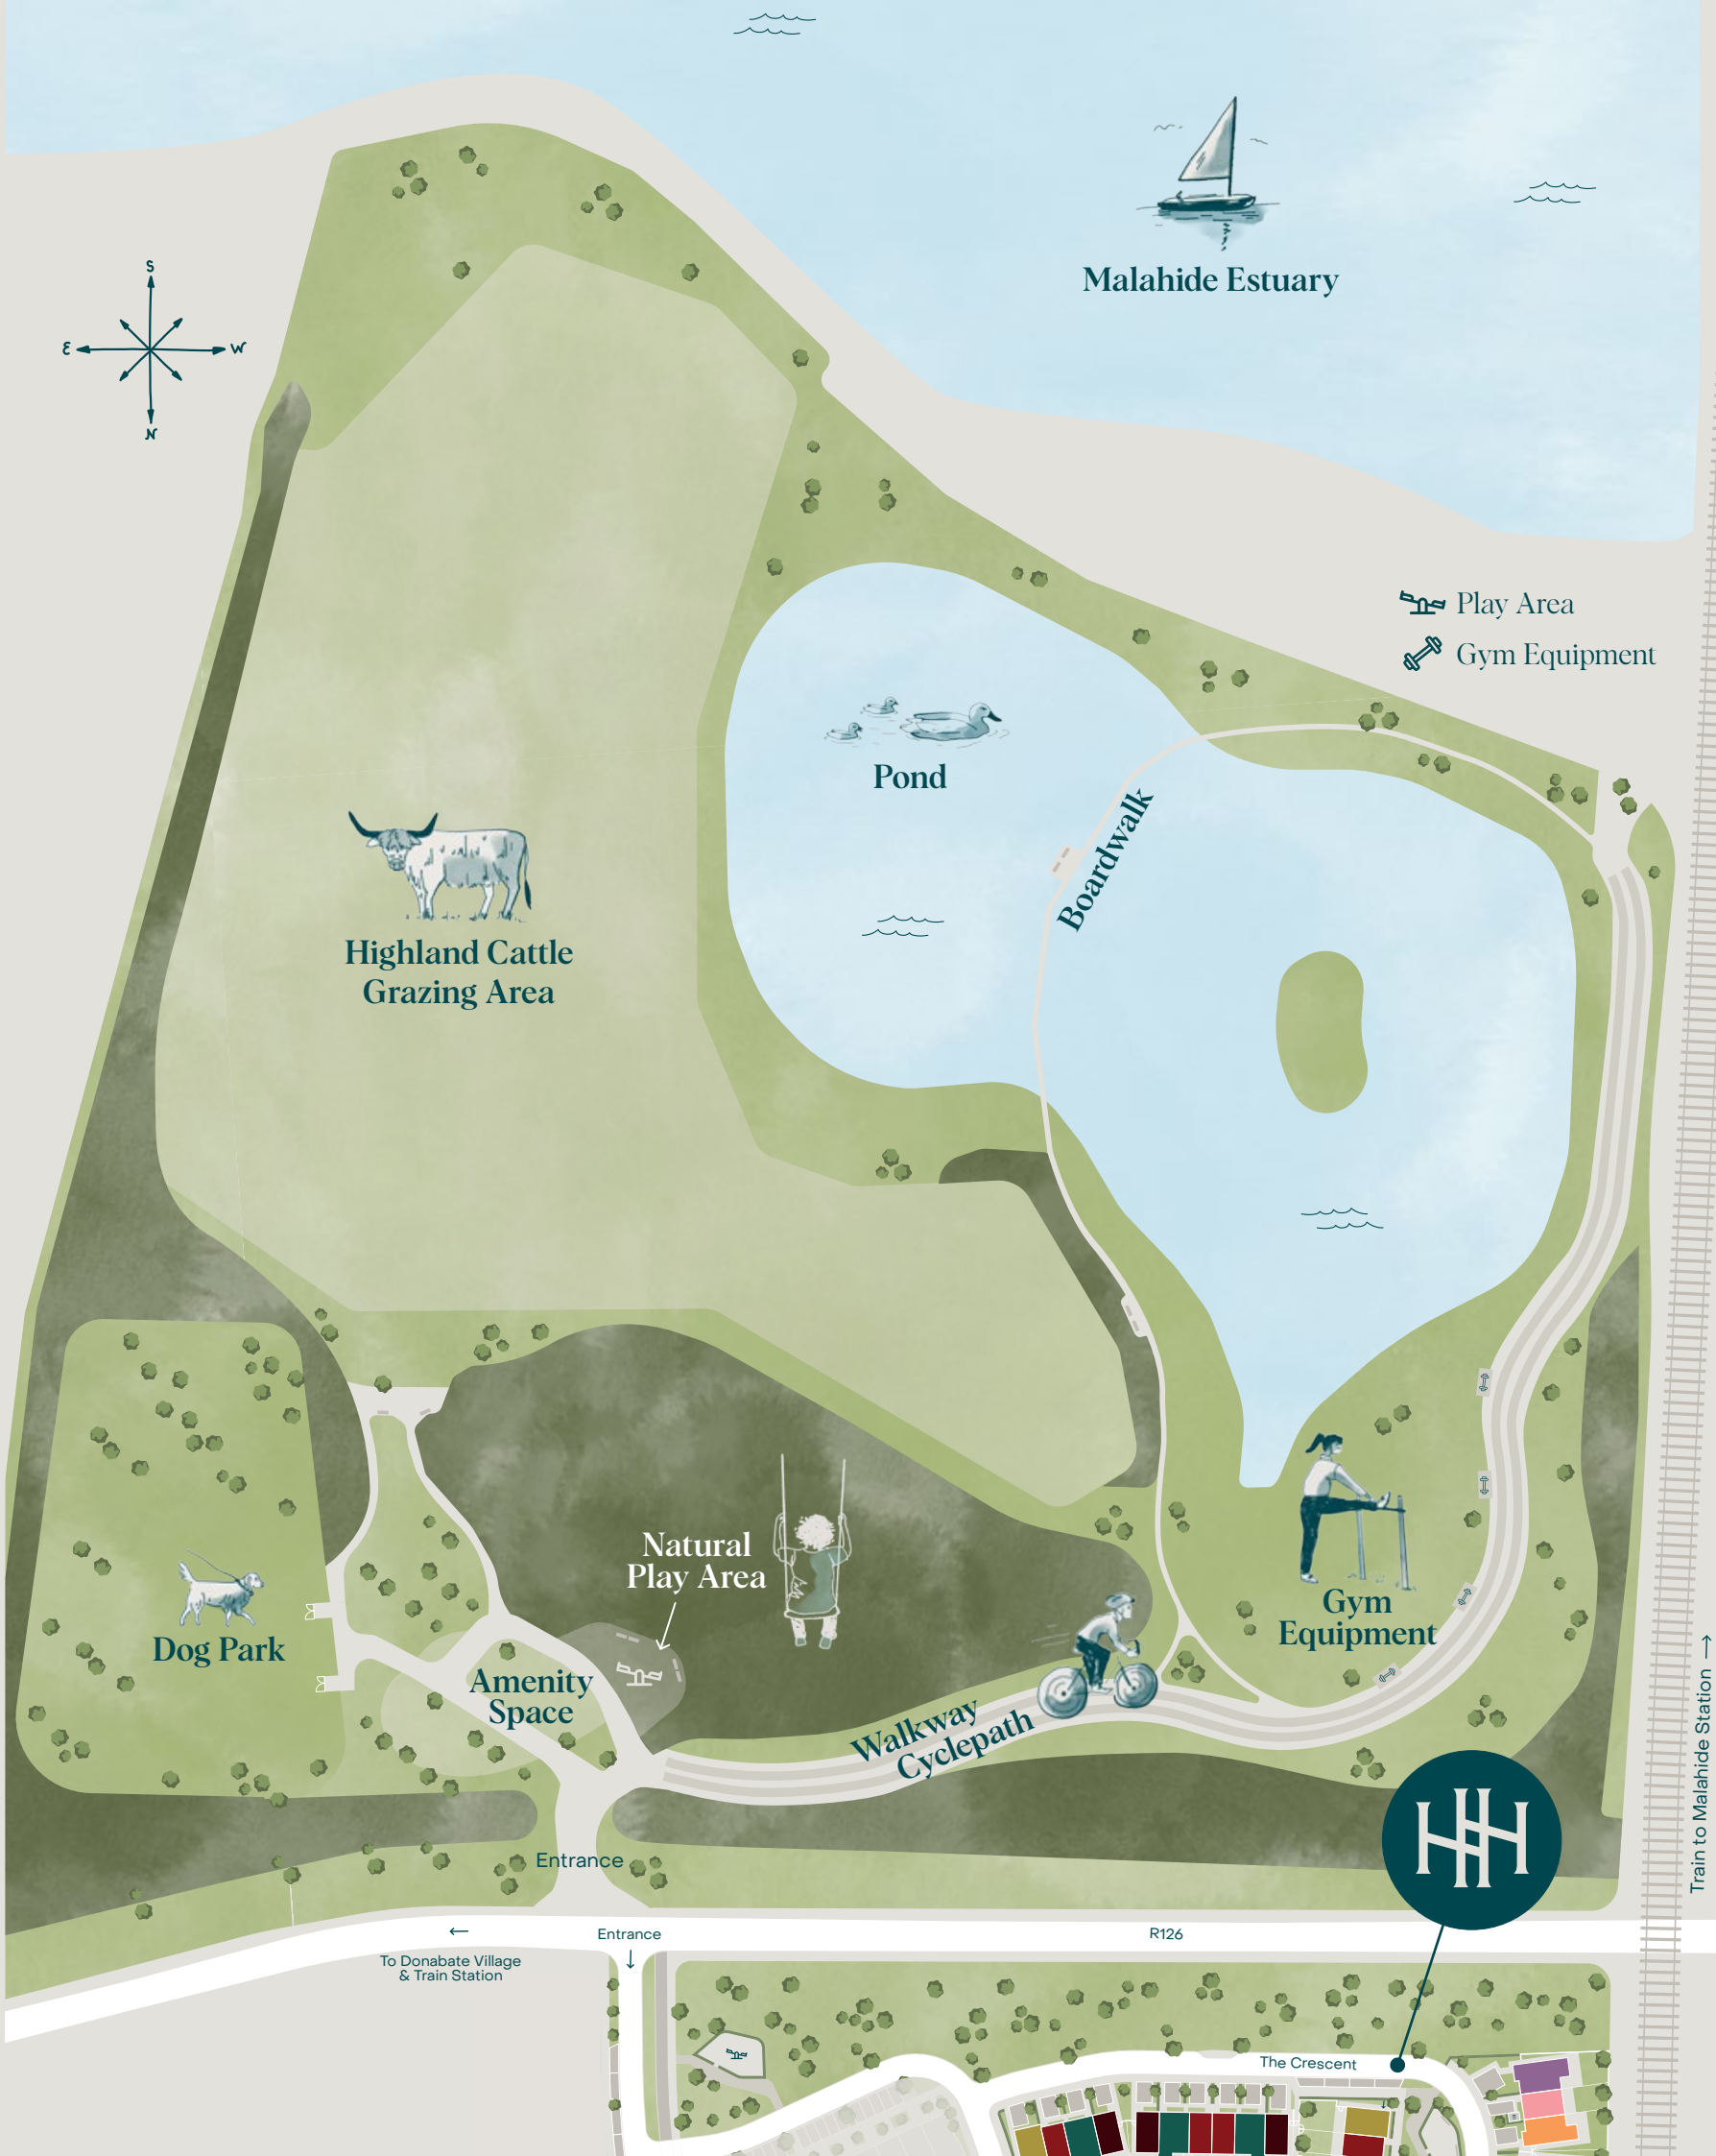 Malahide Estuary
S
E
W
N
Play Area
Gym Equipment
Pond
Boardwalk
Highland Cattle
Grazing Area
Natural
Play Area
Gym
Equipment
Dog Park
Amenity
Space
Walkway
Cyclepath
Train to Malahide Station →
HH
Entrance
←
To Donabate Village
& Train Station
Entrance
↓
R126
The Crescent